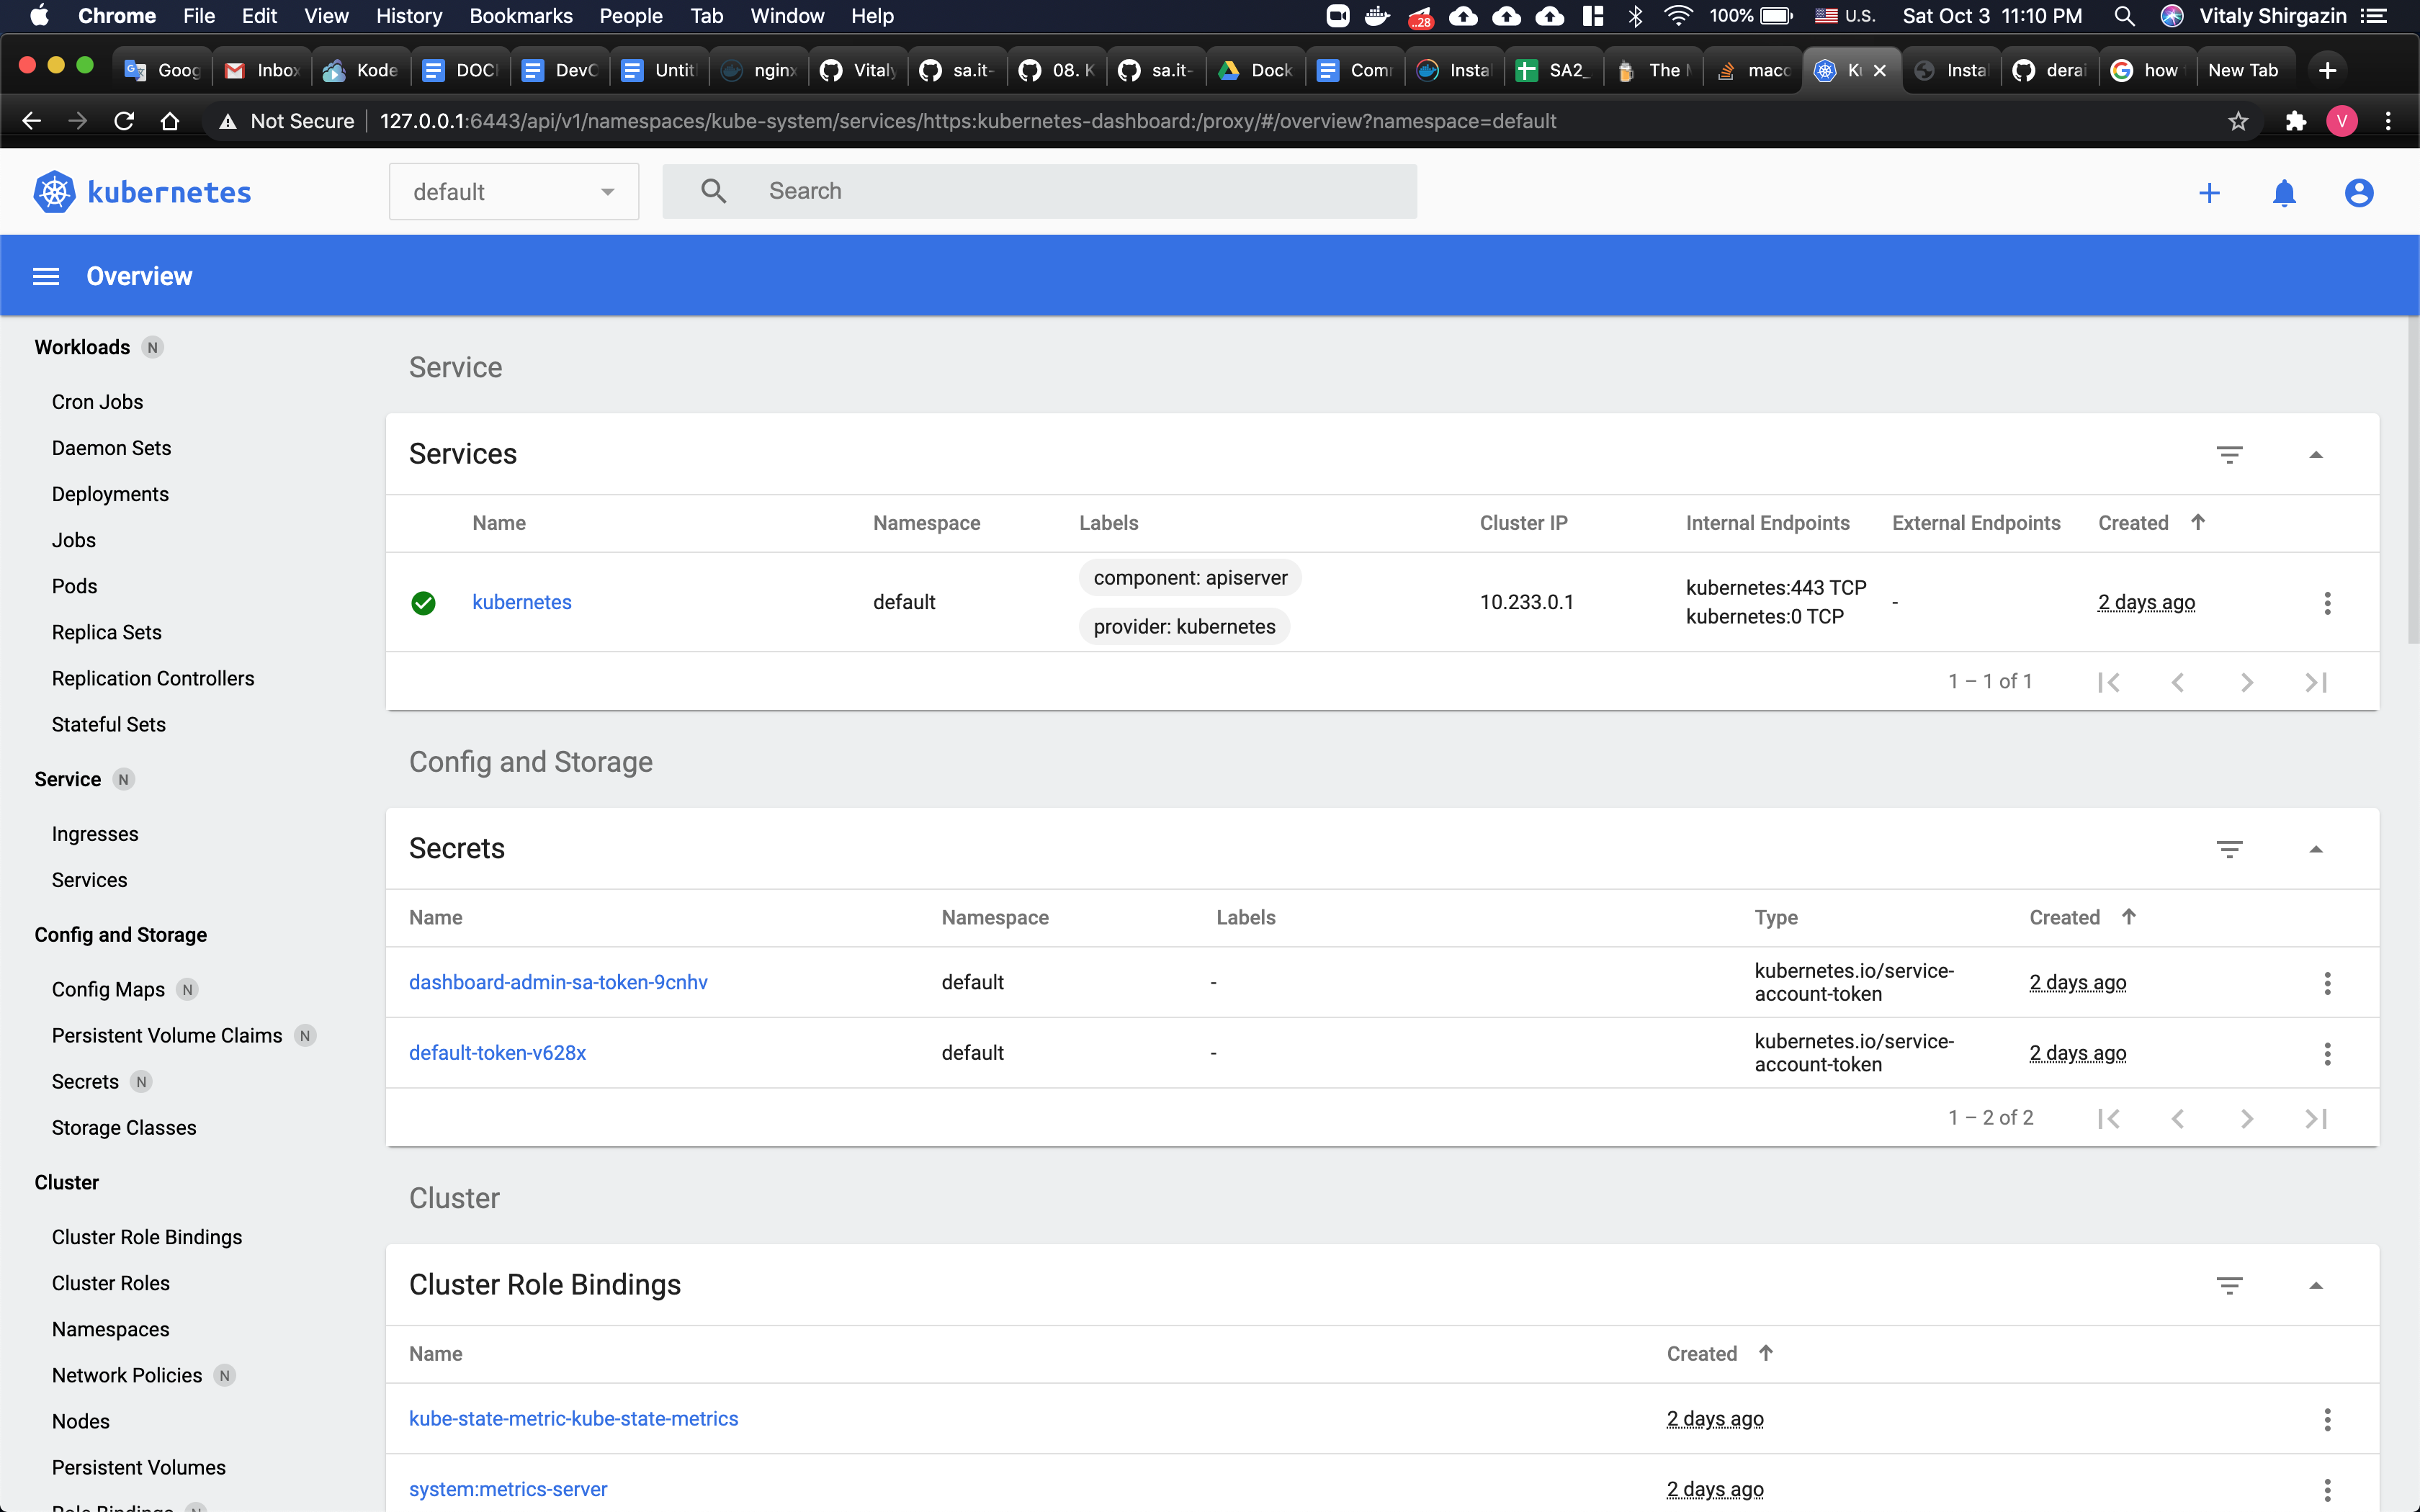 Chrome File Edit View History Bookmarks People Tab Window Help 28 100% U.S. Sat Oct 3 11:10 PM Vitaly Shirgazin
Goog Inbox Kode DOCI DevO Untit nginx Vitaly sa.it- 08. K sa.it- Dock Com Instal SA2_ The macc Ku Instal derai how New Tab
Not Secure 127.0.0.1:6443/api/v1/namespaces/kube-system/services/https:kubernetes-dashboard:/proxy/#/overview?namespace=default V
kubernetes default Search
Overview
Workloads N
Cron Jobs
Daemon Sets
Deployments
Jobs
Pods
Replica Sets
Replication Controllers
Stateful Sets
Service N
Ingresses
Services
Config and Storage
Config Maps N
Persistent Volume Claims N
Secrets N
Storage Classes
Cluster
Cluster Role Bindings
Cluster Roles
Namespaces
Network Policies N
Nodes
Persistent Volumes
Role Bindings N
Service
Services
Name Namespace Labels Cluster IP Internal Endpoints External Endpoints Created
kubernetes default component: apiserver provider: kubernetes 10.233.0.1 kubernetes:443 TCP kubernetes:0 TCP - 2 days ago
1 – 1 of 1
Config and Storage
Secrets
Name Namespace Labels Type Created
dashboard-admin-sa-token-9cnhv default - kubernetes.io/service-account-token 2 days ago
default-token-v628x default - kubernetes.io/service-account-token 2 days ago
1 – 2 of 2
Cluster
Cluster Role Bindings
Name Created
kube-state-metric-kube-state-metrics 2 days ago
system:metrics-server 2 days ago